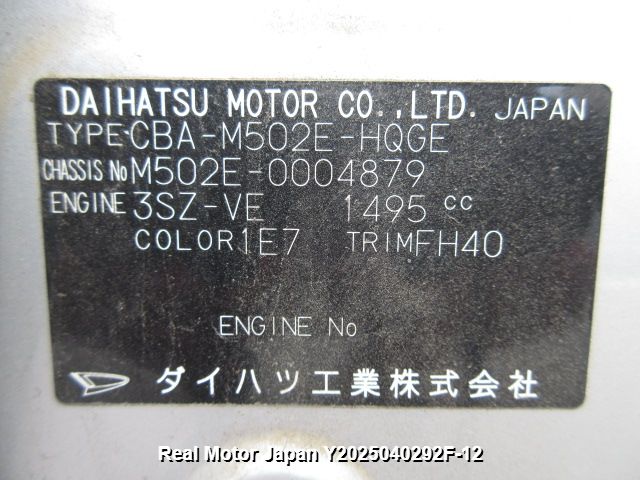 DAIHATSU MOTOR CO.,LTD. JAPAN
TYPE CBA-M502E-HQGE
CHASSIS No M502E-0004879
ENGINE 3SZ-VE 1495 cc
COLOR 1E7 TRIM FH40
ENGINE No
ダイハツ工業株式会社
Real Motor Japan Y2025040292F-12